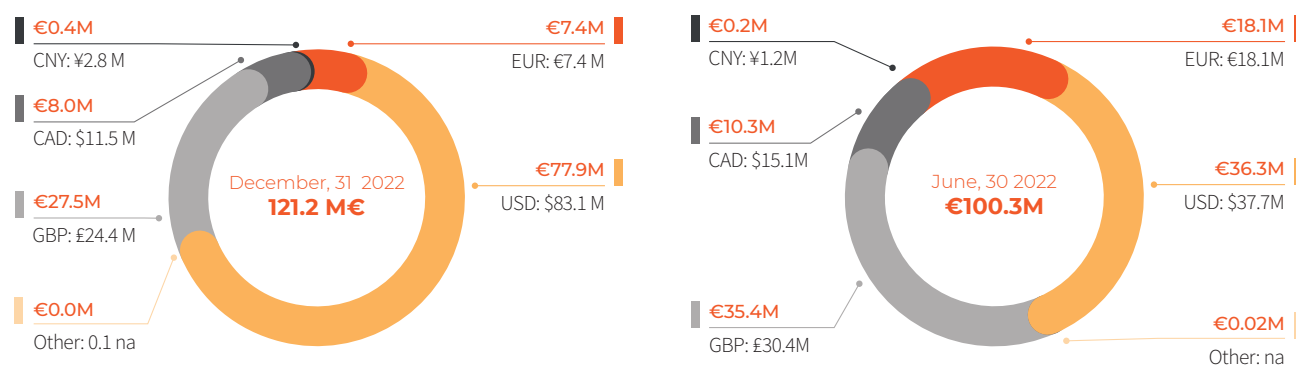 €0.4M
CNY: ¥2.8 M
€8.0M
CAD: $11.5 M
€27.5M
GBP: £24.4 M
€0.0M
Other: 0.1 na
€7.4M
EUR: €7.4 M
€77.9M
USD: $83.1 M
December, 31 2022
121.2 M€
€0.2M
CNY: ¥1.2M
€10.3M
CAD: $15.1M
€35.4M
GBP: £30.4M
€18.1M
EUR: €18.1M
€36.3M
USD: $37.7M
€0.02M
Other: na
June, 30 2022
€100.3M